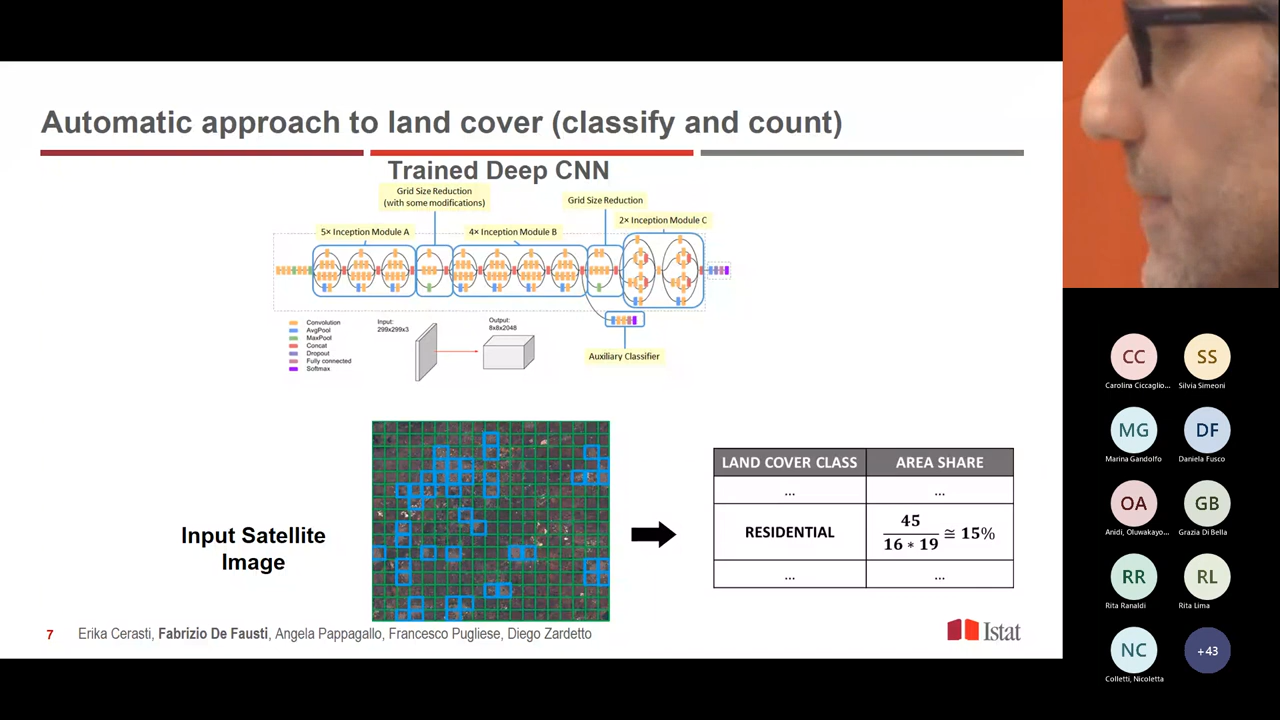 Automatic approach to land cover (classify and count)
Trained Deep CNN
Grid Size Reduction
(with some modifications)
Grid Size Reduction
5× Inception Module A
4× Inception Module B
2× Inception Module C
Convolution
AvgPool
MaxPool
Concat
Dropout
Fully connected
Softmax
Input:
299x299x3
Output:
8x8x2048
Auxiliary Classifier
Input Satellite
Image
LAND COVER CLASS AREA SHARE
... ...
RESIDENTIAL 45 / 16 * 19 ≅ 15%
... ...
7 Erika Cerasti, Fabrizio De Fausti, Angela Pappagallo, Francesco Pugliese, Diego Zardetto
Istat
CC SS
Carolina Ciccaglio... Silvia Simeoni
MG DF
Marina Gandolfo Daniela Fusco
OA GB
Anidi, Oluwakayo... Grazia Di Bella
RR RL
Rita Ranaldi Rita Lima
NC +43
Colletti, Nicoletta